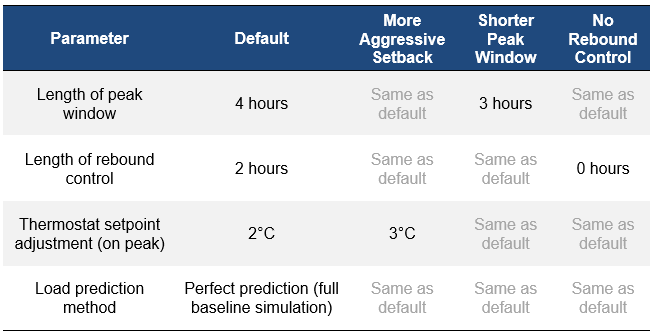 Parameter
Default
More
Aggressive
Setback
Shorter
Peak
Window
No
Rebound
Control
Length of peak
window
4 hours
Same as
default
3 hours
Same as
default
Length of rebound
control
2 hours
Same as
default
Same as
default
0 hours
Thermostat setpoint
adjustment (on peak)
2°C
3°C
Same as
default
Same as
default
Load prediction
method
Perfect prediction (full
baseline simulation)
Same as
default
Same as
default
Same as
default